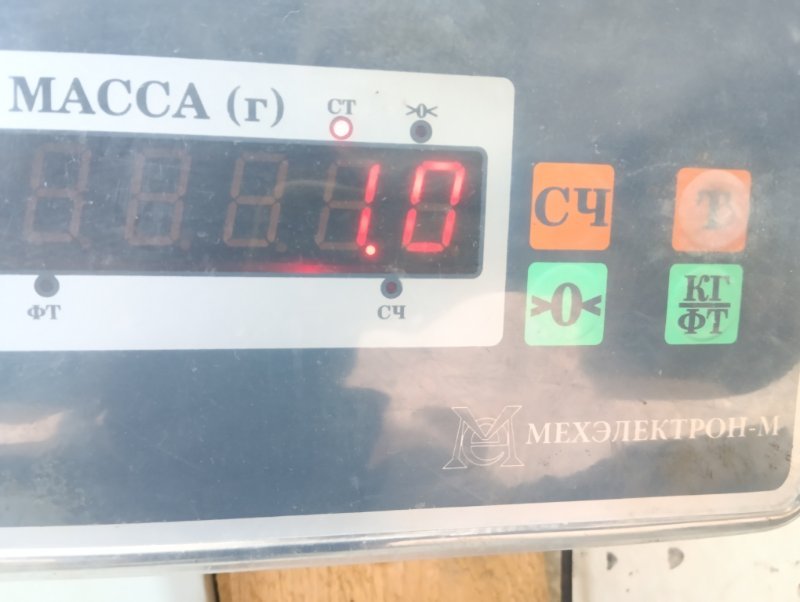 МАССА (г)
СТ >0<
1.0
ФТ СЧ
СЧ Т
>0< КГ
ФТ
МЕХЭЛЕКТРОН-М